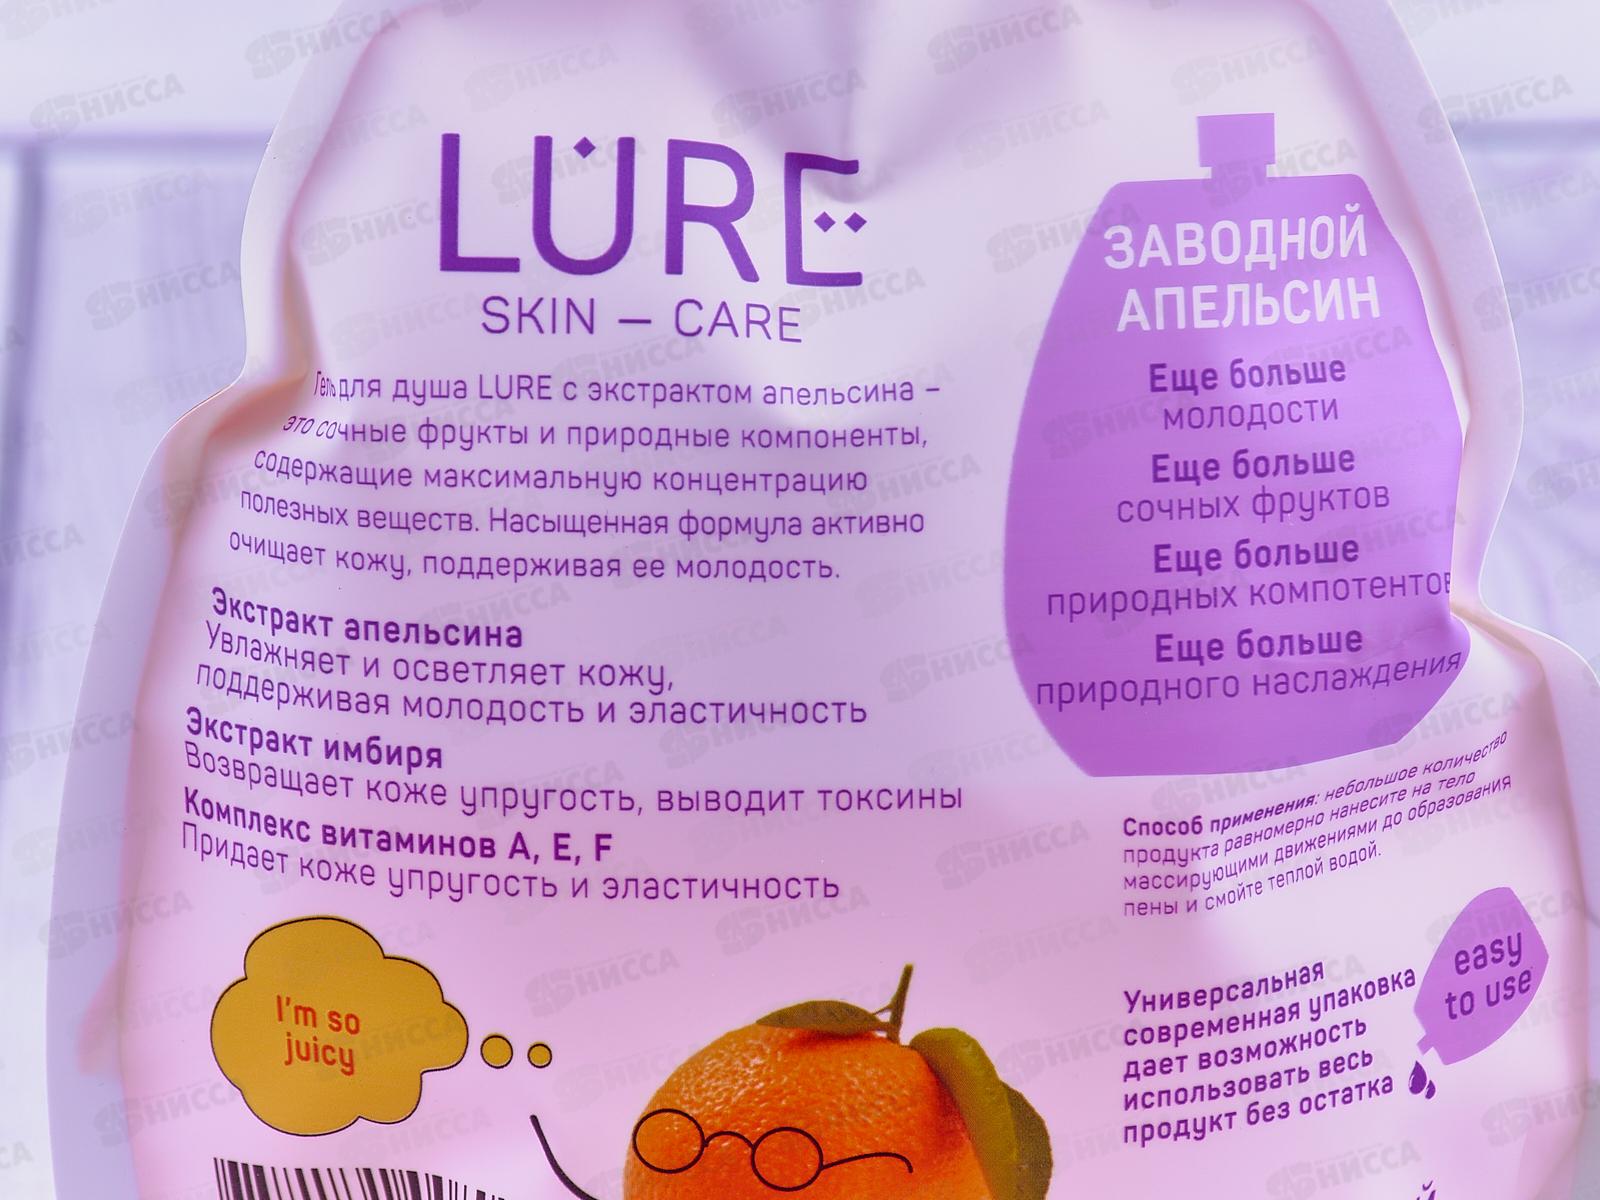 LURE
SKIN – CARE
Гель для душа LURE с экстрактом апельсина –
это сочные фрукты и природные компоненты,
содержащие максимальную концентрацию
полезных веществ. Насыщенная формула активно
очищает кожу, поддерживая ее молодость.
Экстракт апельсина
Увлажняет и осветляет кожу,
поддерживая молодость и эластичность
Экстракт имбиря
Возвращает коже упругость, выводит токсины
Комплекс витаминов A, E, F
Придает коже упругость и эластичность
I'm so
juicy
ЗАВОДНОЙ
АПЕЛЬСИН
Еще больше
молодости
Еще больше
сочных фруктов
Еще больше
природных компотентов
Еще больше
природного наслаждения
Способ применения: небольшое количество
продукта равномерно нанесите на тело
массирующими движениями до образования
пены и смойте теплой водой.
Универсальная
современная упаковка
дает возможность
использовать весь
продукт без остатка
easy
to use
НИССА